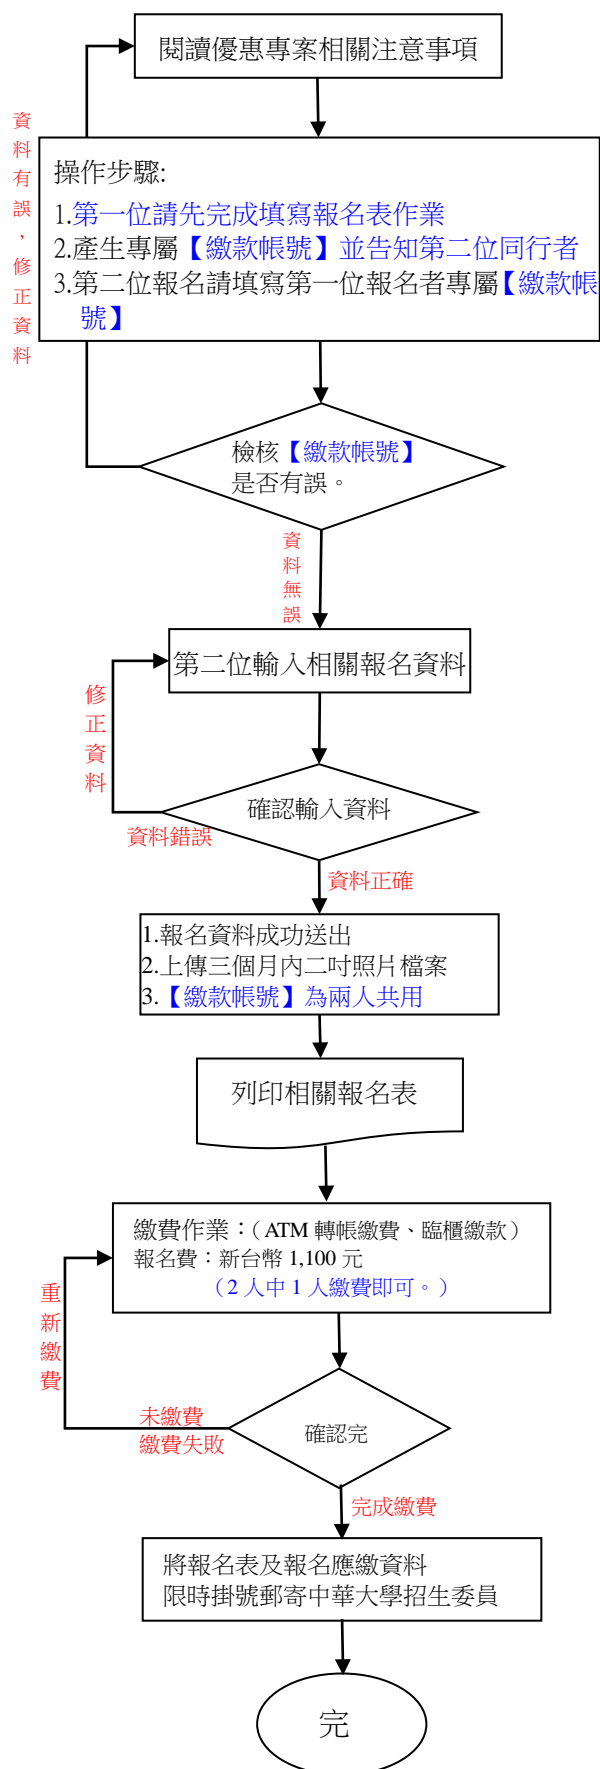 閱讀優惠專案相關注意事項
資料有誤，修正資料
操作步驟:
1.第一位請先完成填寫報名表作業
2.產生專屬【繳款帳號】並告知第二位同行者
3.第二位報名請填寫第一位報名者專屬【繳款帳
號】
檢核【繳款帳號】
是否有誤。
資料無誤
第二位輸入相關報名資料
修正資料
確認輸入資料
資料錯誤
資料正確
1.報名資料成功送出
2.上傳三個月內二吋照片檔案
3.【繳款帳號】為兩人共用
列印相關報名表
繳費作業：（ATM 轉帳繳費、臨櫃繳款）
報名費：新台幣 1,100 元
（2 人中 1 人繳費即可。）
重新繳費
未繳費
繳費失敗
確認完
完成繳費
將報名表及報名應繳資料
限時掛號郵寄中華大學招生委員
完